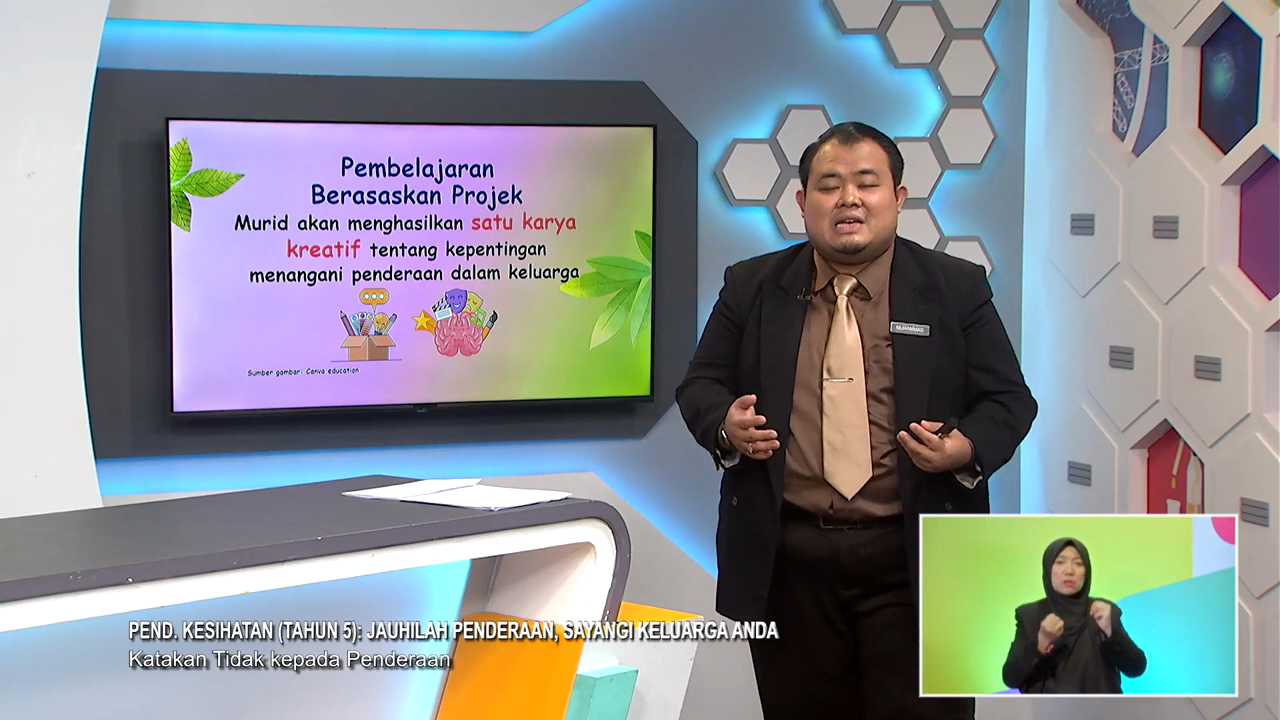 Pembelajaran
Berasaskan Projek
Murid akan menghasilkan satu karya
kreatif tentang kepentingan
menangani penderaan dalam keluarga
Sumber gambar: Canva education
PEND. KESIHATAN (TAHUN 5): JAUHILAH PENDERAAN, SAYANGI KELUARGA ANDA
Katakan Tidak kepada Penderaan